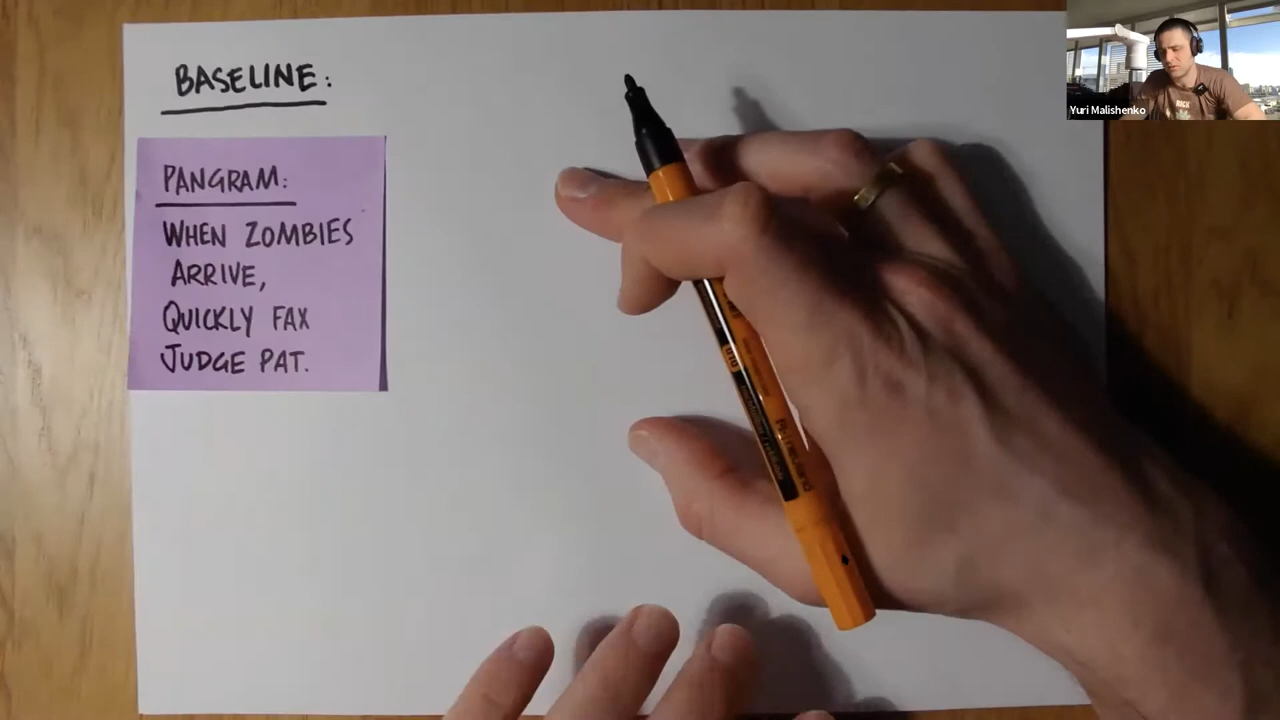 BASELINE:
PANGRAM:
WHEN ZOMBIES
ARRIVE,
QUICKLY FAX
JUDGE PAT.
Yuri Malishenko